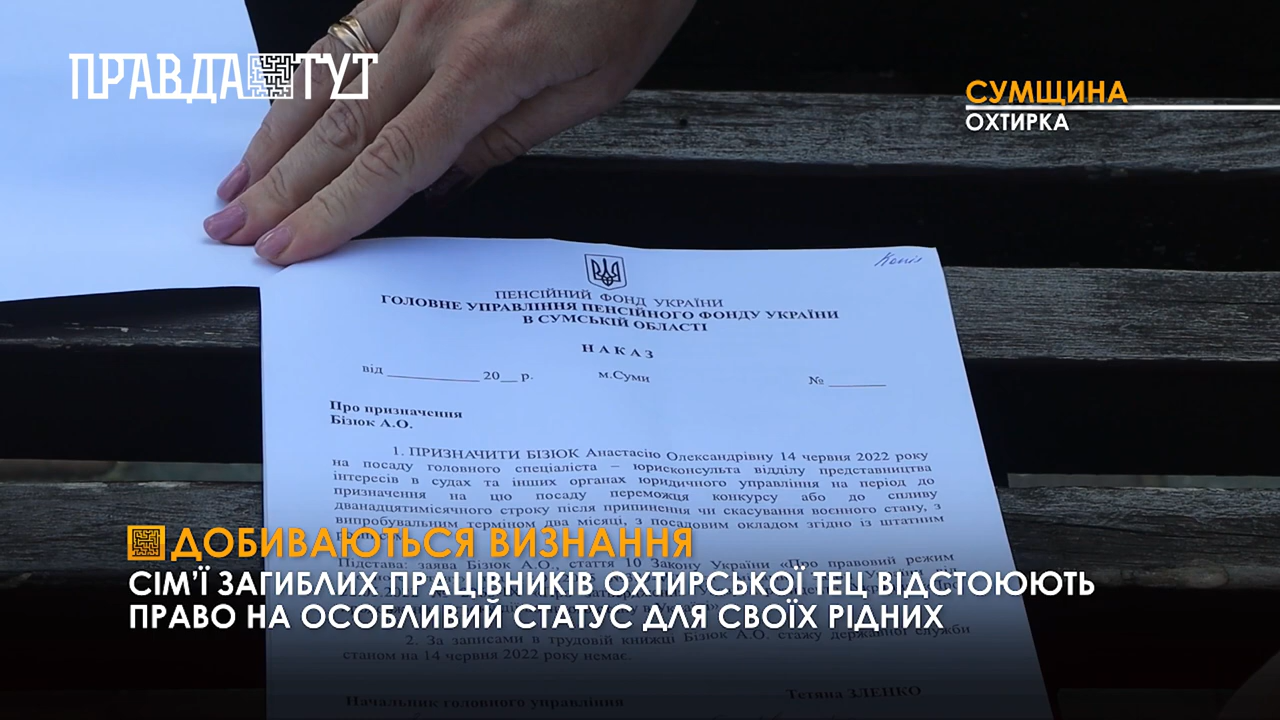 ПРАВДА ТУТ
СУМЩИНА
ОХТИРКА
Копія
ПЕНСІЙНИЙ ФОНД УКРАЇНИ
ГОЛОВНЕ УПРАВЛІННЯ ПЕНСІЙНОГО ФОНДУ УКРАЇНИ
В СУМСЬКІЙ ОБЛАСТІ
НАКАЗ
від ____________ 20__ р. м.Суми № _______
Про призначення
Бізюк А.О.
1. ПРИЗНАЧИТИ БІЗЮК Анастасію Олександрівну 14 червня 2022 року
на посаду головного спеціаліста – юрисконсульта відділу представництва
інтересів в судах та інших органах юридичного управління на період до
призначення на цю посаду переможця конкурсу або до спливу
дванадцятимісячного строку після припинення чи скасування воєнного стану, з
випробувальним терміном два місяці, з посадовим окладом згідно із штатним
ДОБИВАЮТЬСЯ ВИЗНАННЯ
Підстава: заява Бізюк А.О., стаття 10 Закону України «Про правовий режим
СІМ’Ї ЗАГИБЛИХ ПРАЦІВНИКІВ ОХТИРСЬКОЇ ТЕЦ ВІДСТОЮЮТЬ
ПРАВО НА ОСОБЛИВИЙ СТАТУС ДЛЯ СВОЇХ РІДНИХ
2. За записами в трудовій книжці Бізюк А.О. стажу державної служби
станом на 14 червня 2022 року немає.
Начальник головного управління Тетяна ЗЛЕНКО